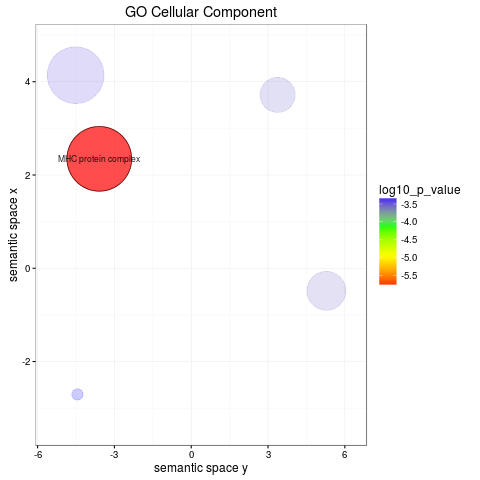 GO Cellular Component
4
2
0
-2
-6
-3
0
3
6
semantic space x
semantic space y
MHC protein complex
log10_p_value
-3.5
-4.0
-4.5
-5.0
-5.5